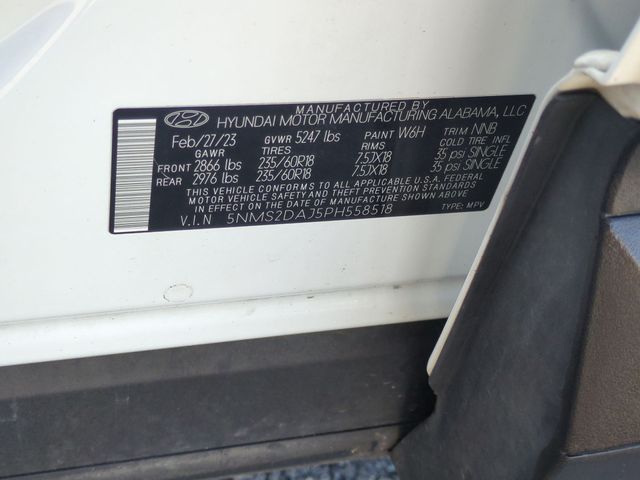 MANUFACTURED BY
HYUNDAI MOTOR MANUFACTURING ALABAMA, LLC
Feb/27/23 GVWR 5247 lbs PAINT W6H TRIM NNB
GAWR TIRES RIMS COLD TIRE INFL
FRONT 2866 lbs 235/60R18 7.5JX18 35 psi SINGLE
REAR 2976 lbs 235/60R18 7.5JX18 35 psi SINGLE
THIS VEHICLE CONFORMS TO ALL APPLICABLE U.S.A. FEDERAL
MOTOR VEHICLE SAFETY AND THEFT PREVENTION STANDARDS
IN EFFECT ON THE DATE OF MANUFACTURE SHOWN ABOVE
V.I.N 5NMS2DAJ5PH558518 TYPE: MPV